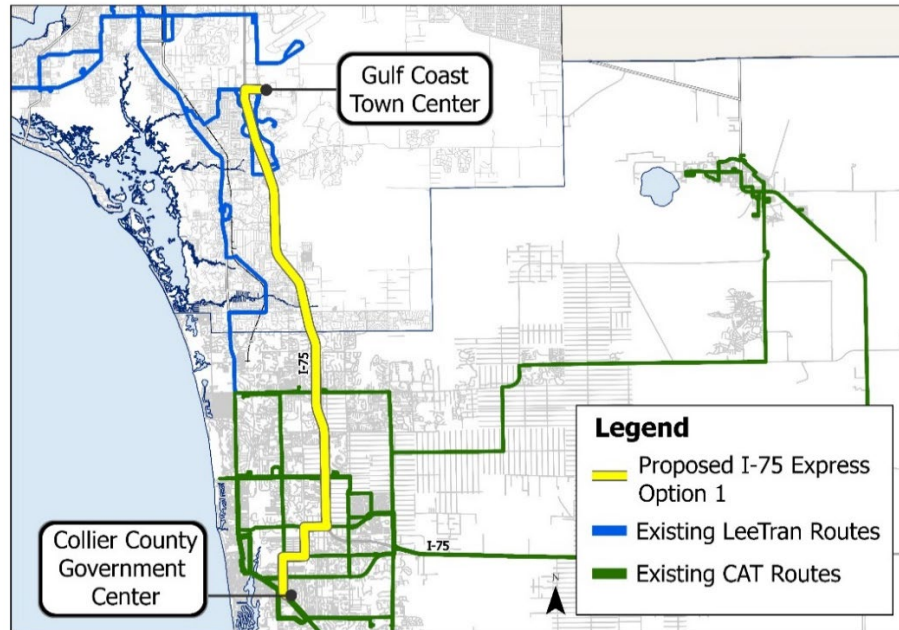 Gulf Coast
Town Center
I-75
Collier County
Government
Center
I-75
Legend
Proposed I-75 Express
Option 1
Existing LeeTran Routes
Existing CAT Routes
N